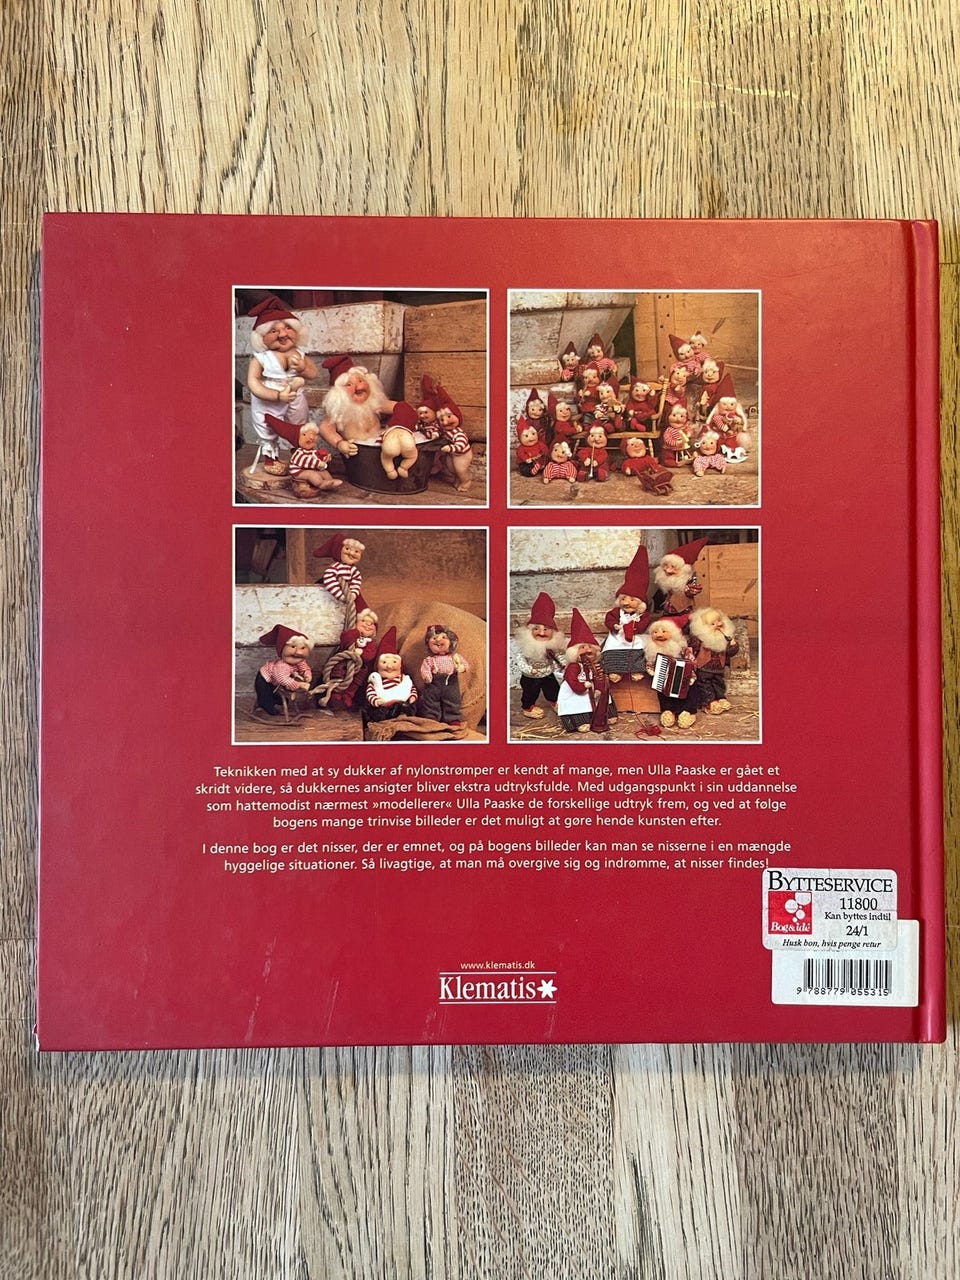 Teknikken med at sy dukker af nylonstrømper er kendt af mange, men Ulla Paaske er gået et
skridt videre, så dukkernes ansigter bliver ekstra udtryksfulde. Med udgangspunkt i sin uddannelse
som hattemodist nærmest »modellerer« Ulla Paaske de forskellige udtryk frem, og ved at følge
bogens mange trinvise billeder er det muligt at gøre hende kunsten efter.
I denne bog er det nisser, der er emnet, og på bogens billeder kan man se nisserne i en mængde
hyggelige situationer. Så livagtige, at man må overgive sig og indrømme, at nisser findes!
BYTTESERVICE
11800
Kan byttes indtil
24/1
Bog&idé
Husk bon, hvis penge retur
9 788779 055315
www.klematis.dk
Klematis